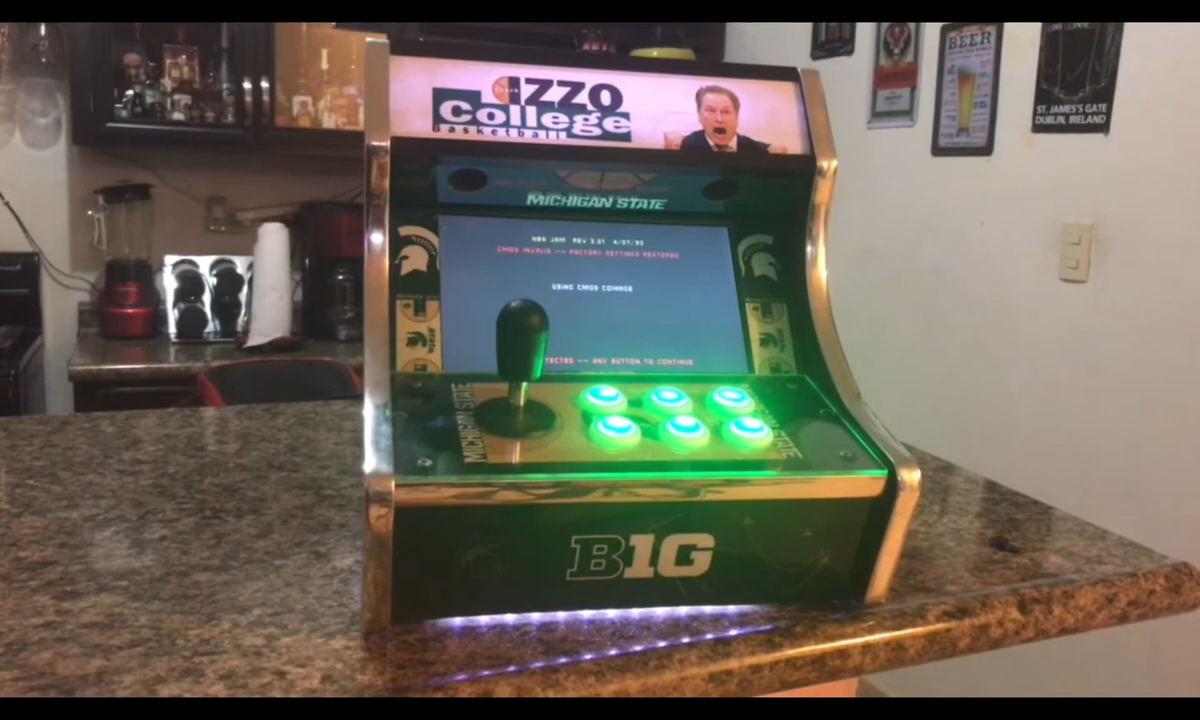 IZZO
College
Basketball
MICHIGAN STATE
NBA JAM REV 3.01 4/07/93
CMOS INVALID -- FACTORY SETTINGS RESTORED
USING CMOS COINAGE
TECTED -- ANY BUTTON TO CONTINUE
MICHIGAN STATE
STATE
B1G
BEER
ST. JAMES'S GATE
DUBLIN, IRELAND